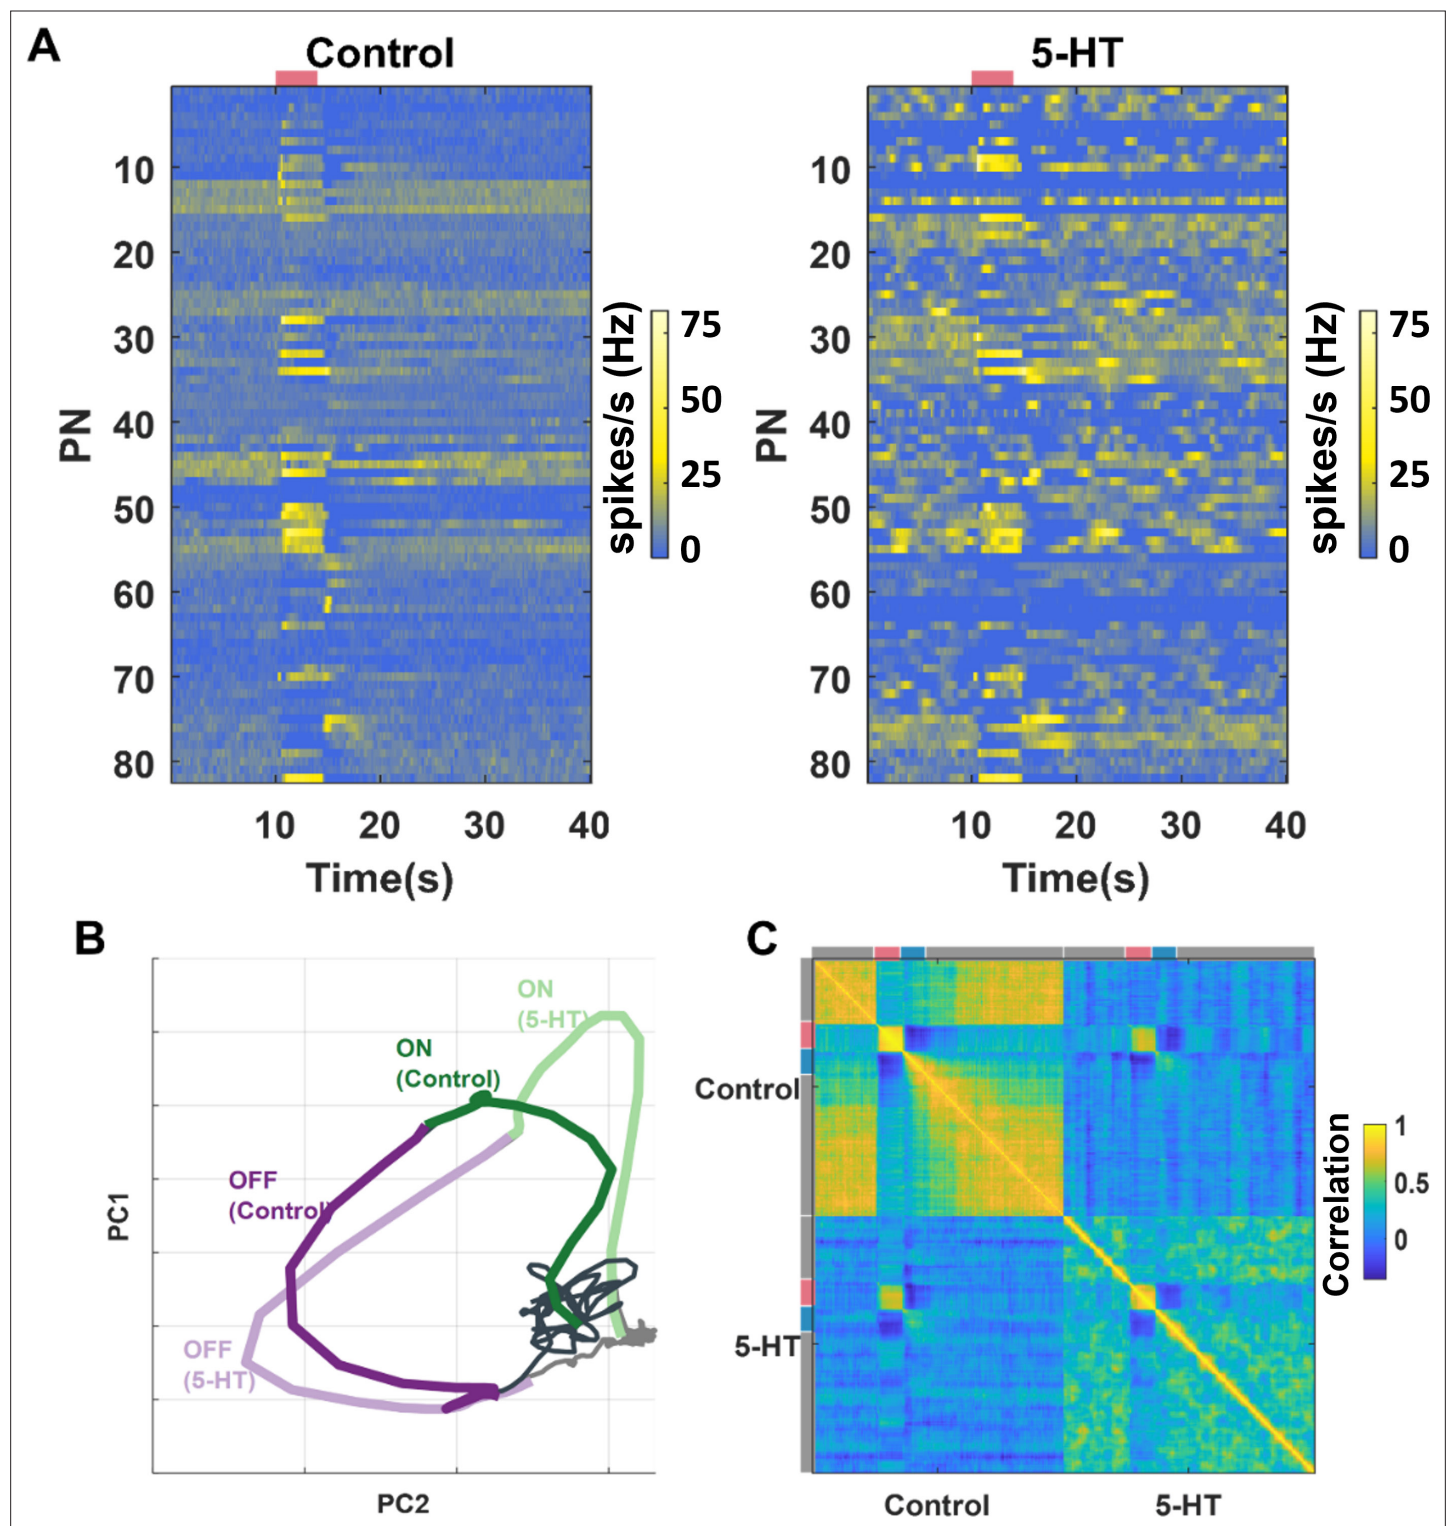 A
Control
5-HT
10
20
30
40
50
60
70
80
PN
10
20
30
40
Time(s)
spikes/s (Hz)
75
50
25
0
10
20
30
40
50
60
70
80
PN
10
20
30
40
Time(s)
spikes/s (Hz)
75
50
25
0
B
ON
(5-HT)
ON
(Control)
OFF
(Control)
OFF
(5-HT)
PC1
PC2
C
Control
5-HT
Control
5-HT
Correlation
1
0.5
0